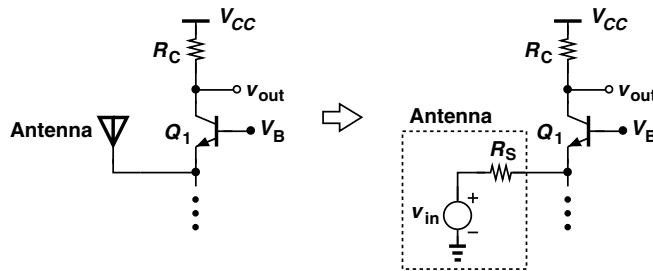 V_CC
R_C
v_out
Antenna
Q_1
V_B
V_CC
R_C
v_out
Antenna
Q_1
V_B
R_S
v_in
+
−